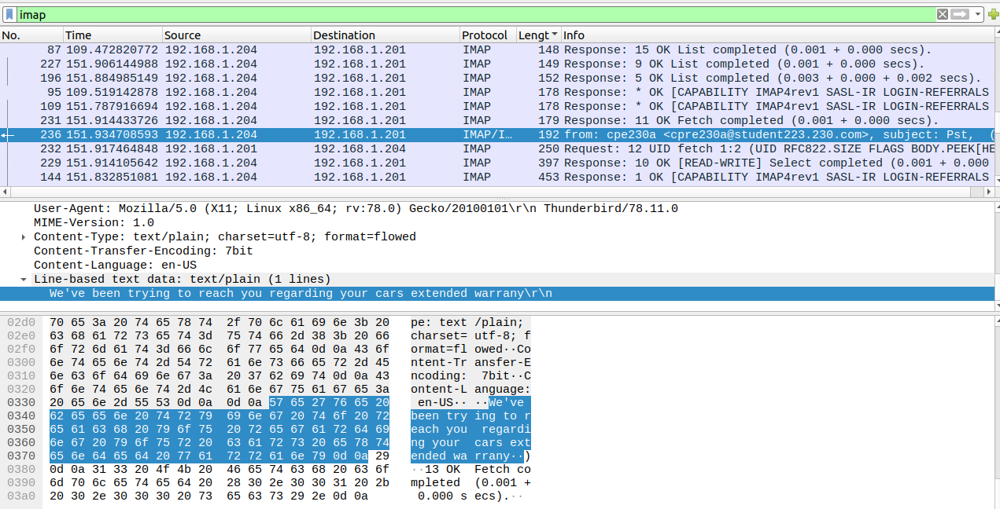 imap
No. Time Source Destination Protocol Lengt Info
87 109.472820772 192.168.1.204 192.168.1.201 IMAP 148 Response: 15 OK List completed (0.001 + 0.000 secs).
227 151.906144988 192.168.1.204 192.168.1.201 IMAP 149 Response: 9 OK List completed (0.001 + 0.000 secs).
196 151.884985149 192.168.1.204 192.168.1.201 IMAP 152 Response: 5 OK List completed (0.003 + 0.000 + 0.002 secs).
95 109.519142878 192.168.1.204 192.168.1.201 IMAP 178 Response: * OK [CAPABILITY IMAP4rev1 SASL-IR LOGIN-REFERRALS
109 151.787916694 192.168.1.204 192.168.1.201 IMAP 178 Response: * OK [CAPABILITY IMAP4rev1 SASL-IR LOGIN-REFERRALS
231 151.914433726 192.168.1.204 192.168.1.201 IMAP 179 Response: 11 OK Fetch completed (0.001 + 0.000 secs).
236 151.934708593 192.168.1.204 192.168.1.201 IMAP/I… 192 from: cpe230a <cpre230a@student223.230.com>, subject: Pst, (
232 151.917464848 192.168.1.201 192.168.1.204 IMAP 250 Request: 12 UID fetch 1:2 (UID RFC822.SIZE FLAGS BODY.PEEK[HE
229 151.914105642 192.168.1.204 192.168.1.201 IMAP 397 Response: 10 OK [READ-WRITE] Select completed (0.001 + 0.000
144 151.832851081 192.168.1.204 192.168.1.201 IMAP 453 Response: 1 OK [CAPABILITY IMAP4rev1 SASL-IR LOGIN-REFERRALS
User-Agent: Mozilla/5.0 (X11; Linux x86_64; rv:78.0) Gecko/20100101\r\n Thunderbird/78.11.0
MIME-Version: 1.0
Content-Type: text/plain; charset=utf-8; format=flowed
Content-Transfer-Encoding: 7bit
Content-Language: en-US
Line-based text data: text/plain (1 lines)
We've been trying to reach you regarding your cars extended warrany\r\n
02d0 70 65 3a 20 74 65 78 74 2f 70 6c 61 69 6e 3b 20 pe: text /plain;
02e0 63 68 61 72 73 65 74 3d 75 74 66 2d 38 3b 20 66 charset= utf-8; f
02f0 6f 72 6d 61 74 3d 66 6c 6f 77 65 64 0d 0a 43 6f ormat=fl owed··Co
0300 6e 74 65 6e 74 2d 54 72 61 6e 73 66 65 72 2d 45 ntent-Tr ansfer-E
0310 6e 63 6f 64 69 6e 67 3a 20 37 62 69 74 0d 0a 43 ncoding: 7bit··C
0320 6f 6e 74 65 6e 74 2d 4c 61 6e 67 75 61 67 65 3a ontent-L anguage:
0330 20 65 6e 2d 55 53 0d 0a 0d 0a 57 65 27 76 65 20 en-US·· ··We've
0340 62 65 65 6e 20 74 72 79 69 6e 67 20 74 6f 20 72 been try ing to r
0350 65 61 63 68 20 79 6f 75 20 72 65 67 61 72 64 69 each you regardi
0360 6e 67 20 79 6f 75 72 20 63 61 72 73 20 65 78 74 ng your cars ext
0370 65 6e 64 65 64 20 77 61 72 72 61 6e 79 0d 0a 29 ended wa rrany··)
0380 0d 0a 31 33 20 4f 4b 20 46 65 74 63 68 20 63 6f ··13 OK Fetch co
0390 6d 70 6c 65 74 65 64 20 28 30 2e 30 30 31 20 2b mpleted (0.001 +
03a0 20 30 2e 30 30 30 20 73 65 63 73 29 2e 0d 0a 0.000 s ecs).··